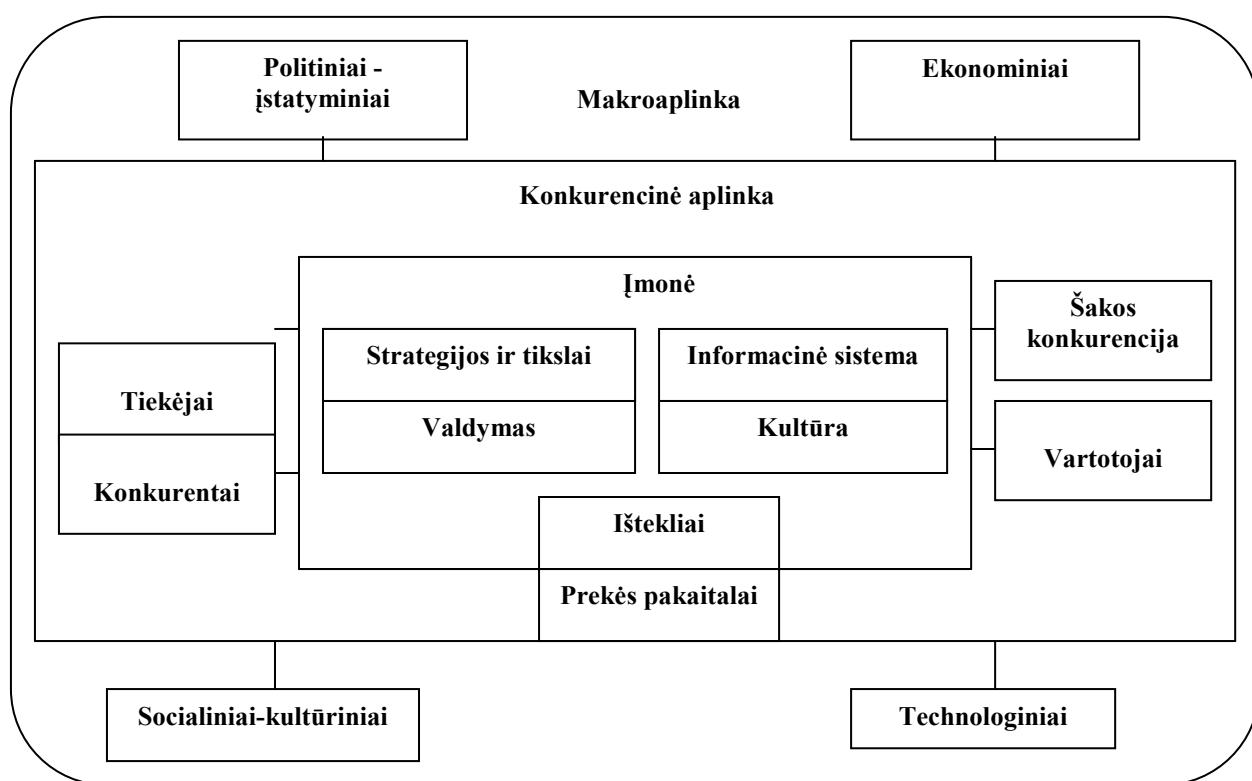 Politiniai -
įstatyminiai
Makroaplinka
Ekonominiai
Konkurencinė aplinka
Įmonė
Šakos
konkurencija
Strategijos ir tikslai
Informacinė sistema
Tiekėjai
Valdymas
Kultūra
Vartotojai
Konkurentai
Ištekliai
Prekės pakaitalai
Socialiniai-kultūriniai
Technologiniai